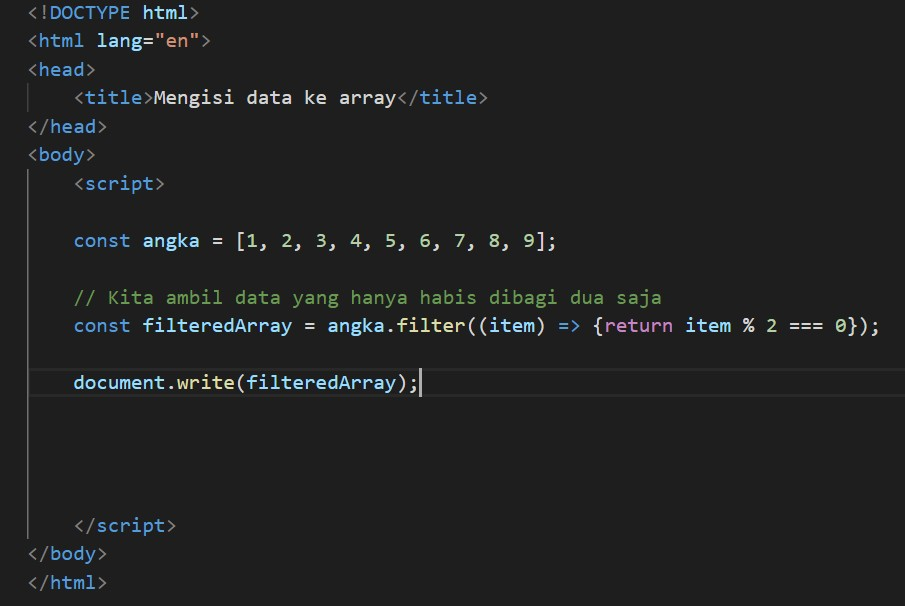 <!DOCTYPE html>
<html lang="en">
<head>
    <title>Mengisi data ke array</title>
</head>
<body>
    <script>

    const angka = [1, 2, 3, 4, 5, 6, 7, 8, 9];

    // Kita ambil data yang hanya habis dibagi dua saja
    const filteredArray = angka.filter((item) => {return item % 2 === 0});

    document.write(filteredArray);

    </script>
</body>
</html>